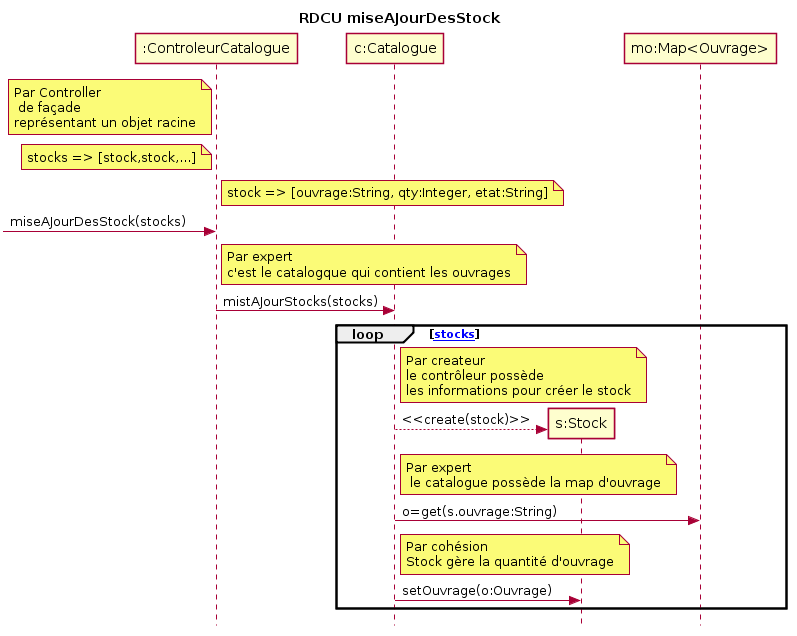 RDCU miseAJourDesStock
:ControleurCatalogue
c:Catalogue
mo:Map<Ouvrage>
Par Controller
de façade
représentant un objet racine
stocks => [stock,stock,...]
stock => [ouvrage:String, qty:Integer, etat:String]
miseAJourDesStock(stocks)
Par expert
c'est le catalogque qui contient les ouvrages
mistAJourStocks(stocks)
loop
[stocks]
Par createur
le contrôleur possède
les informations pour créer le stock
<<create(stock)>>
s:Stock
Par expert
le catalogue possède la map d'ouvrage
o=get(s.ouvrage:String)
Par cohésion
Stock gère la quantité d'ouvrage
setOuvrage(o:Ouvrage)